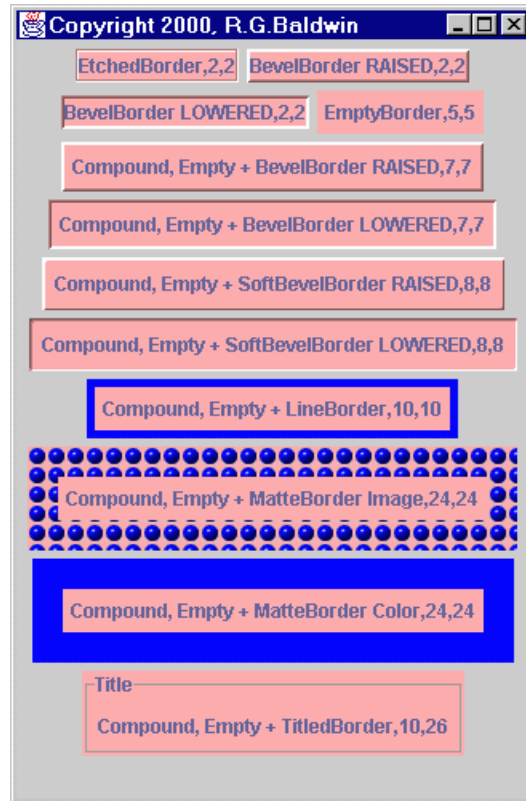 Copyright 2000, R.G.Baldwin
EtchedBorder,2,2 BevelBorder RAISED,2,2
BevelBorder LOWERED,2,2 EmptyBorder,5,5
Compound, Empty + BevelBorder RAISED,7,7
Compound, Empty + BevelBorder LOWERED,7,7
Compound, Empty + SoftBevelBorder RAISED,8,8
Compound, Empty + SoftBevelBorder LOWERED,8,8
Compound, Empty + LineBorder,10,10
Compound, Empty + MatteBorder Image,24,24
Compound, Empty + MatteBorder Color,24,24
Title
Compound, Empty + TitledBorder,10,26